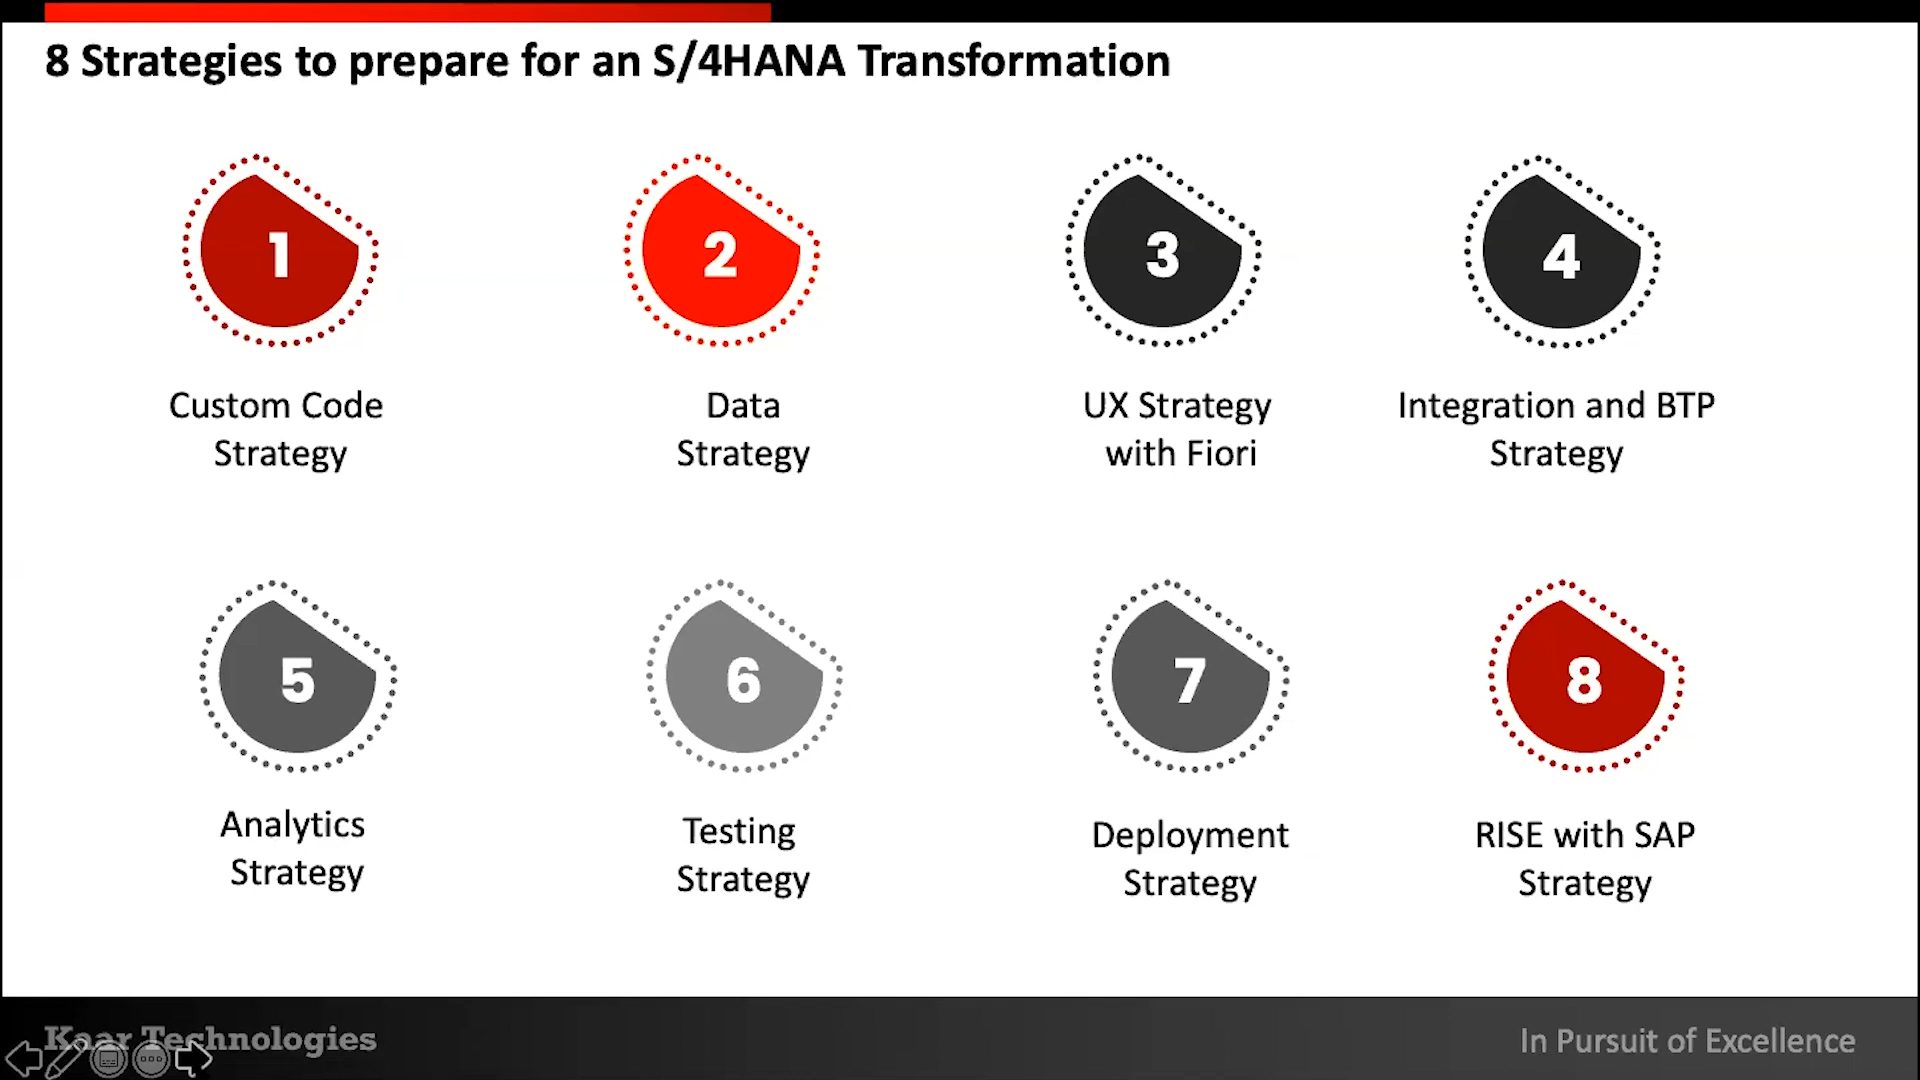 8 Strategies to prepare for an S/4HANA Transformation
1
2
3
4
Custom Code
Strategy
Data
Strategy
UX Strategy
with Fiori
Integration and BTP
Strategy
5
6
7
8
Analytics
Strategy
Testing
Strategy
Deployment
Strategy
RISE with SAP
Strategy
Kaar Technologies
In Pursuit of Excellence